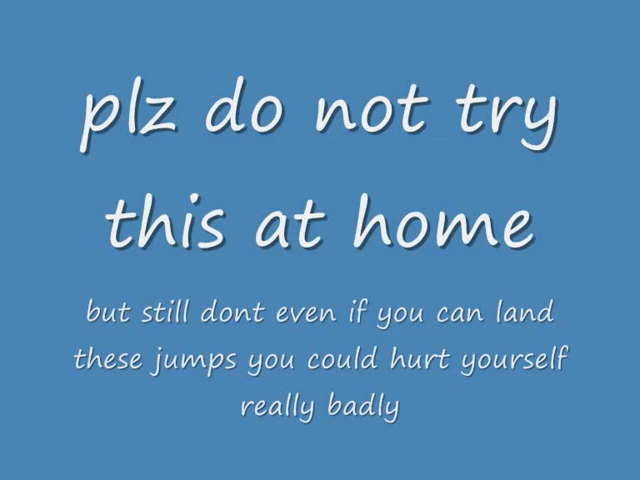 plz do not try
this at home
but still dont even if you can land
these jumps you could hurt yourself
really badly